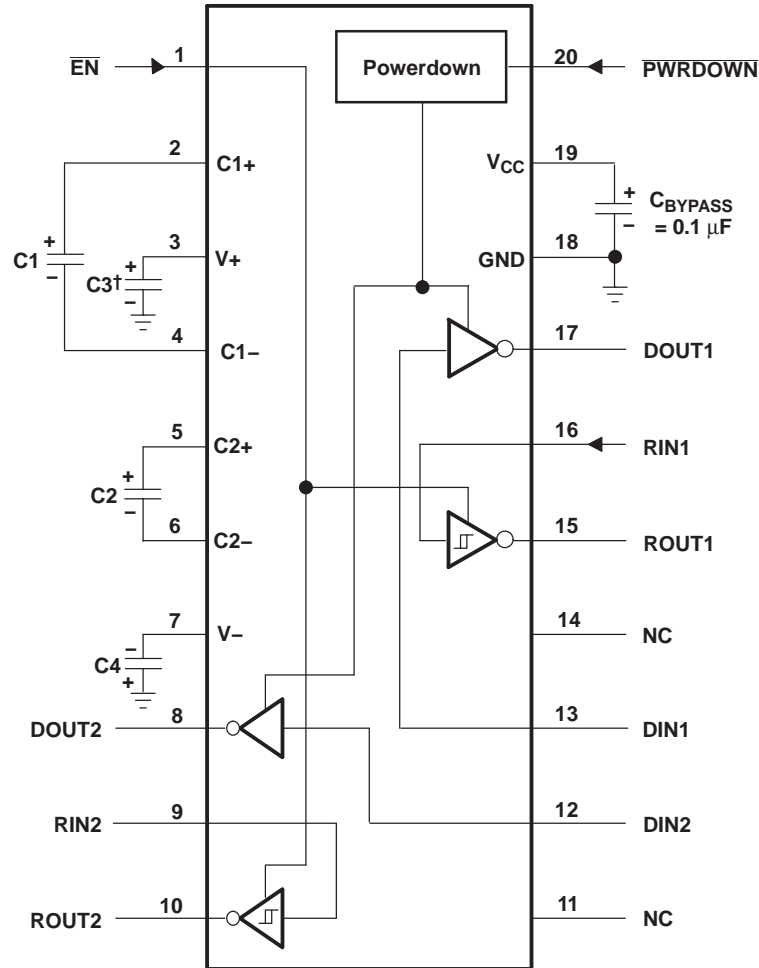 EN 1
Powerdown
20 PWRDOWN
2 C1+
VCC 19
+
CBYPASS
= 0.1 μF
−
+
C1
−
3 V+
+
C3†
−
GND 18
4 C1−
17 DOUT1
5 C2+
16 RIN1
+
C2
−
6 C2−
15 ROUT1
7 V−
14 NC
−
C4
+
DOUT2 8
13 DIN1
RIN2 9
12 DIN2
ROUT2 10
11 NC